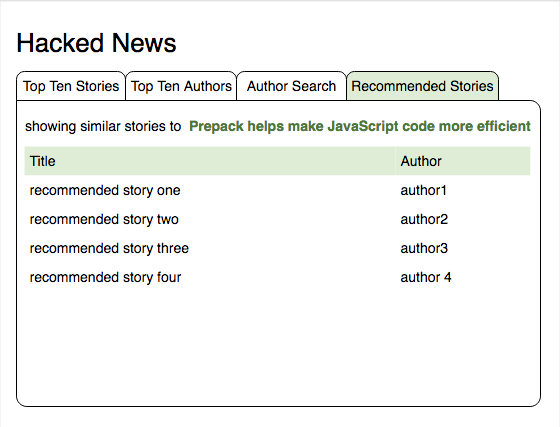 Hacked News
Top Ten Stories Top Ten Authors Author Search Recommended Stories
showing similar stories to Prepack helps make JavaScript code more efficient
Title Author
recommended story one author1
recommended story two author2
recommended story three author3
recommended story four author 4